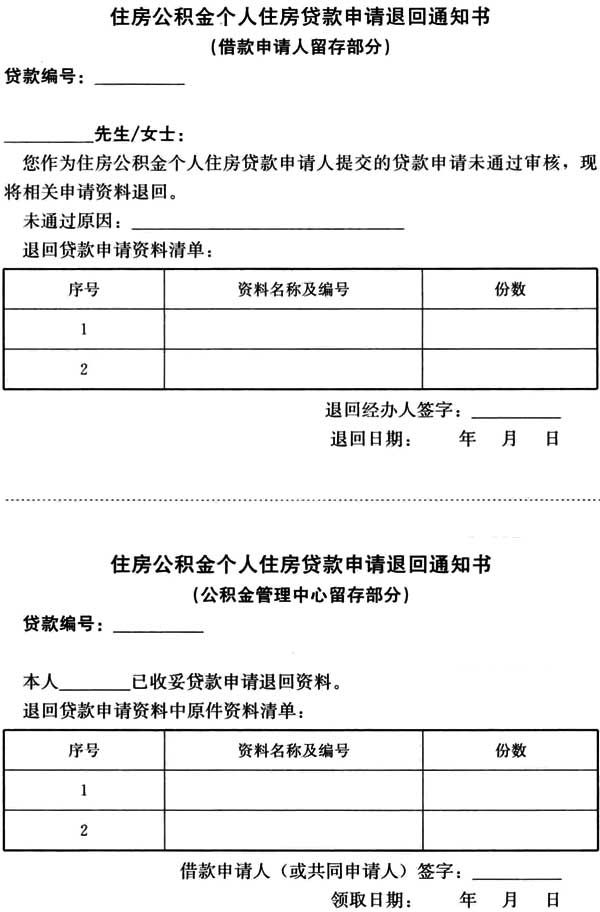 住房公积金个人住房贷款申请退回通知书
(借款申请人留存部分)
贷款编号：__________
__________先生/女士：
您作为住房公积金个人住房贷款申请人提交的贷款申请未通过审核，现
将相关申请资料退回。
未通过原因：______________________________
退回贷款申请资料清单：
序号 资料名称及编号 份数
1
2
退回经办人签字：__________
退回日期： 年 月 日
住房公积金个人住房贷款申请退回通知书
(公积金管理中心留存部分)
贷款编号：__________
本人________已收妥贷款申请退回资料。
退回贷款申请资料中原件资料清单：
序号 资料名称及编号 份数
1
2
借款申请人（或共同申请人）签字：__________
领取日期： 年 月 日